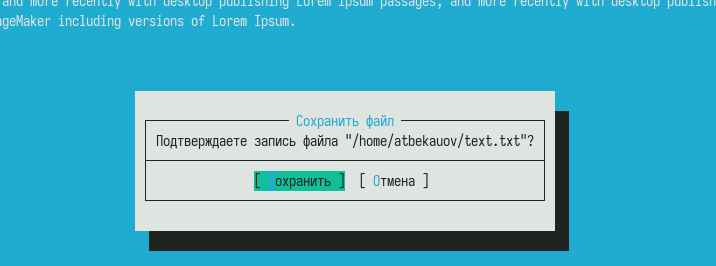 and more recently with desktop publishing Lorem Ipsum passages, and more recently with desktop publish
ageMaker including versions of Lorem Ipsum.
Сохранить файл
Подтверждаете запись файла "/home/atbekauov/text.txt"?
[ Сохранить ] [ Отмена ]